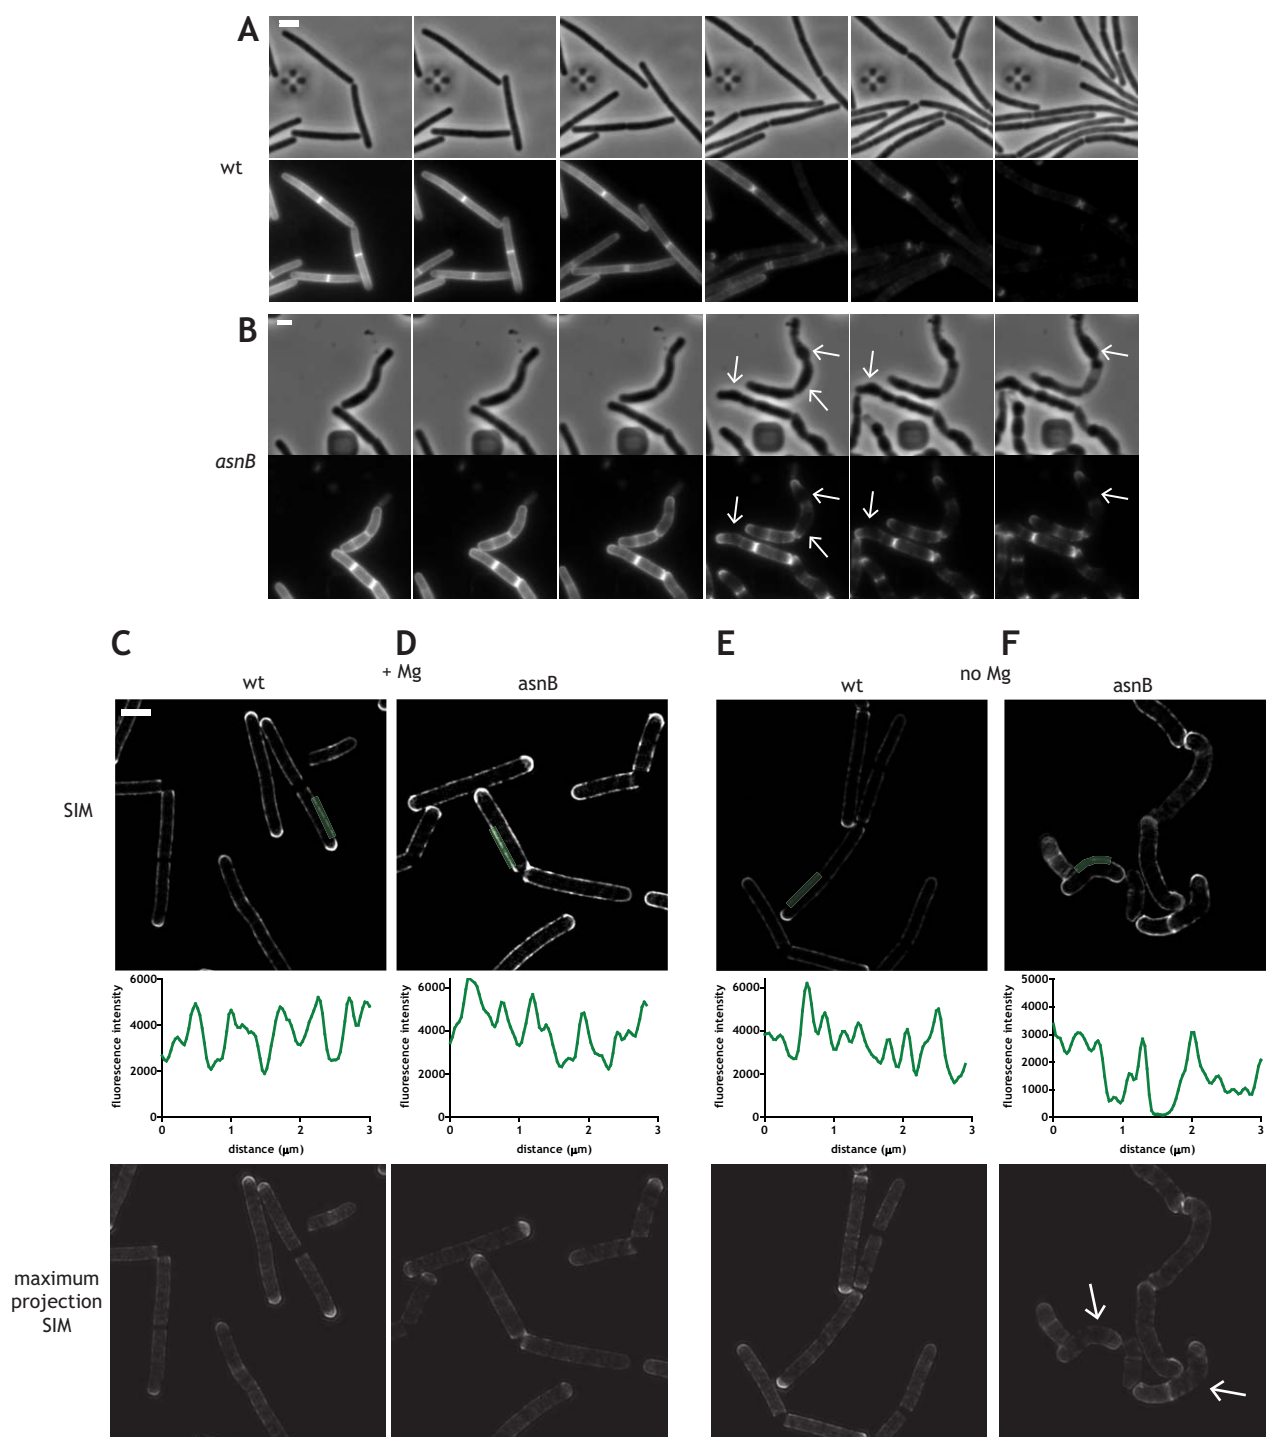 A
wt
B
asnB
C
D
E
F
+ Mg
no Mg
wt
asnB
wt
asnB
SIM
fluorescence intensity
6000
4000
2000
0
0
1
2
3
distance (μm)
fluorescence intensity
6000
4000
2000
0
0
1
2
3
distance (μm)
fluorescence intensity
6000
4000
2000
0
0
1
2
3
distance (μm)
fluorescence intensity
5000
4000
3000
2000
1000
0
0
1
2
3
distance (μm)
maximum
projection
SIM